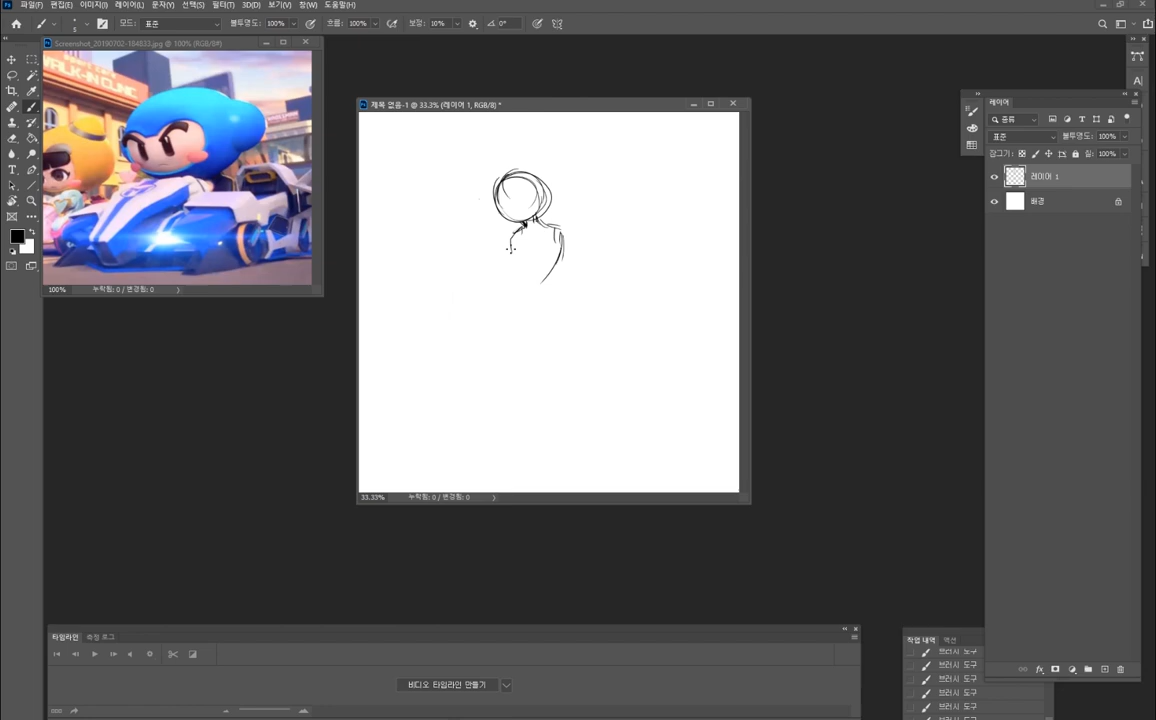 파일(F) 편집(E) 이미지(I) 레이어(L) 문자(Y) 선택(S) 필터(T) 3D(D) 보기(V) 창(W) 도움말(H)
모드: 표준 불투명도: 100% 흐름: 100% 보정: 10% 0°
Screenshot_20190702-184833.jpg @ 100% (RGB/8#)
WALK-IN CLINIC
100% 누락됨: 0 / 변경됨: 0
제목 없음-1 @ 33.3% (레이어 1, RGB/8) *
33.33% 누락됨: 0 / 변경됨: 0
레이어
종류
표준 불투명도: 100%
잠그기: 칠: 100%
레이어 1
배경
타임라인 측정 로그
비디오 타임라인 만들기
작업 내역 액션
브러시 도구
브러시 도구
브러시 도구
브러시 도구
브러시 도구